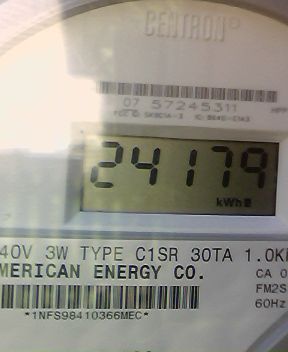 CENTRON®
07 57245311
24179
kWh
40V 3W TYPE C1SR 30TA 1.0K
MERICAN ENERGY CO.
CA 0
FM2S
60Hz
*1NFS98410366MEC*